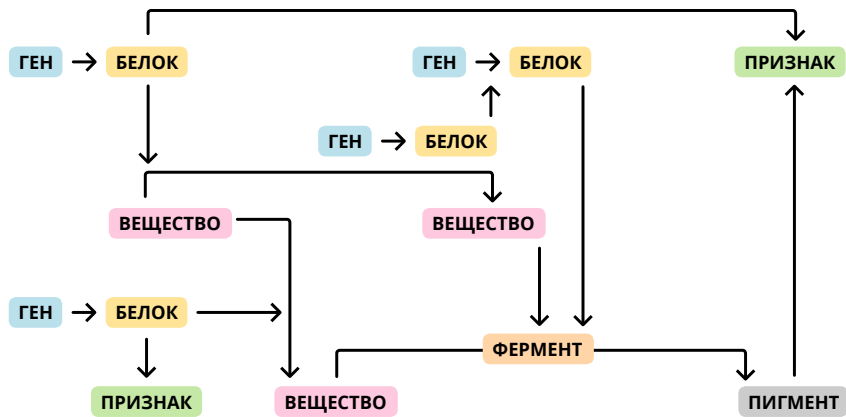 ГЕН БЕЛОК ГЕН БЕЛОК ПРИЗНАК
ГЕН БЕЛОК
ВЕЩЕСТВО ВЕЩЕСТВО
ГЕН БЕЛОК
ФЕРМЕНТ
ПРИЗНАК ВЕЩЕСТВО ПИГМЕНТ